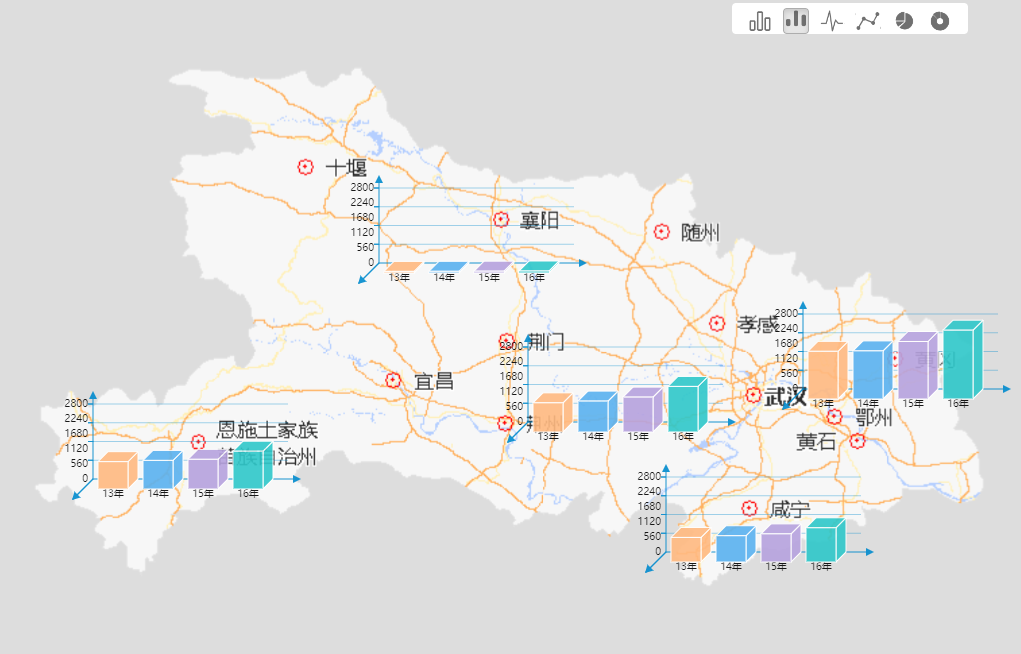 十堰
2800
2240
1680
1120
560
0
13年
14年
15年
16年
襄阳
随州
孝感
荆门
宜昌
2800
2240
1680
1120
560
0
13年
14年
15年
16年
武汉
2800
2240
1680
1120
560
0
13年
14年
15年
16年
黄冈
鄂州
黄石
恩施土家族
苗族自治州
2800
2240
1680
1120
560
0
13年
14年
15年
16年
咸宁
2800
2240
1680
1120
560
0
13年
14年
15年
16年